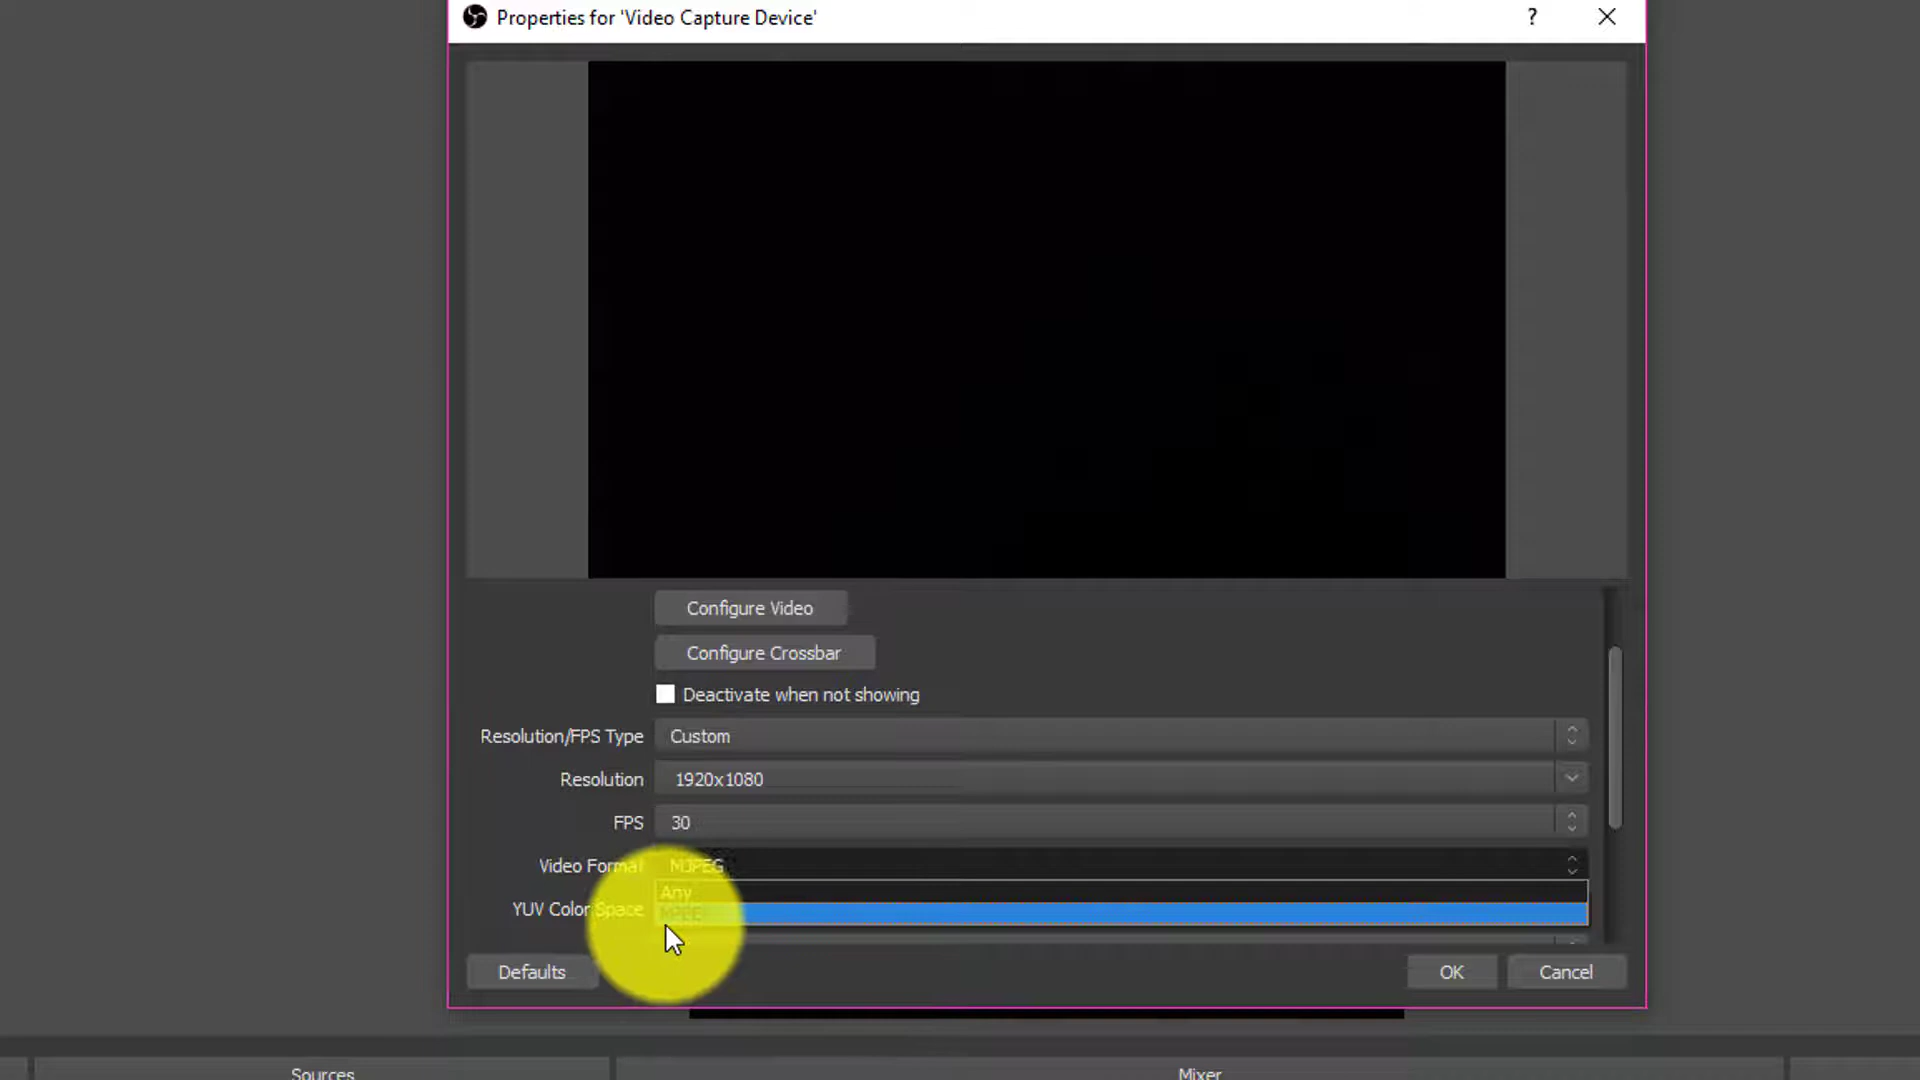 Properties for 'Video Capture Device'
?
Configure Video
Configure Crossbar
Deactivate when not showing
Resolution/FPS Type
Custom
Resolution
1920x1080
FPS
30
Video Format
MJPEG
Any
YUV Color Space
Defaults
OK
Cancel
Sources
Mixer